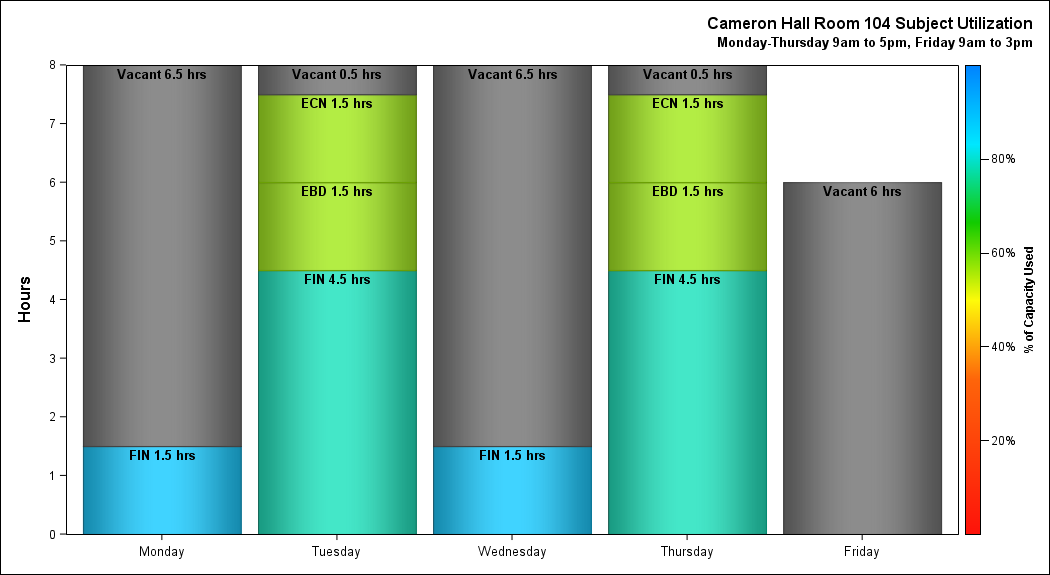 Cameron Hall Room 104 Subject Utilization
Monday-Thursday 9am to 5pm, Friday 9am to 3pm
Hours
8
7
6
5
4
3
2
1
0
Vacant 6.5 hrs
FIN 1.5 hrs
Vacant 0.5 hrs
ECN 1.5 hrs
EBD 1.5 hrs
FIN 4.5 hrs
Vacant 6.5 hrs
FIN 1.5 hrs
Vacant 0.5 hrs
ECN 1.5 hrs
EBD 1.5 hrs
FIN 4.5 hrs
Vacant 6 hrs
Monday
Tuesday
Wednesday
Thursday
Friday
80%
60%
40%
20%
% of Capacity Used